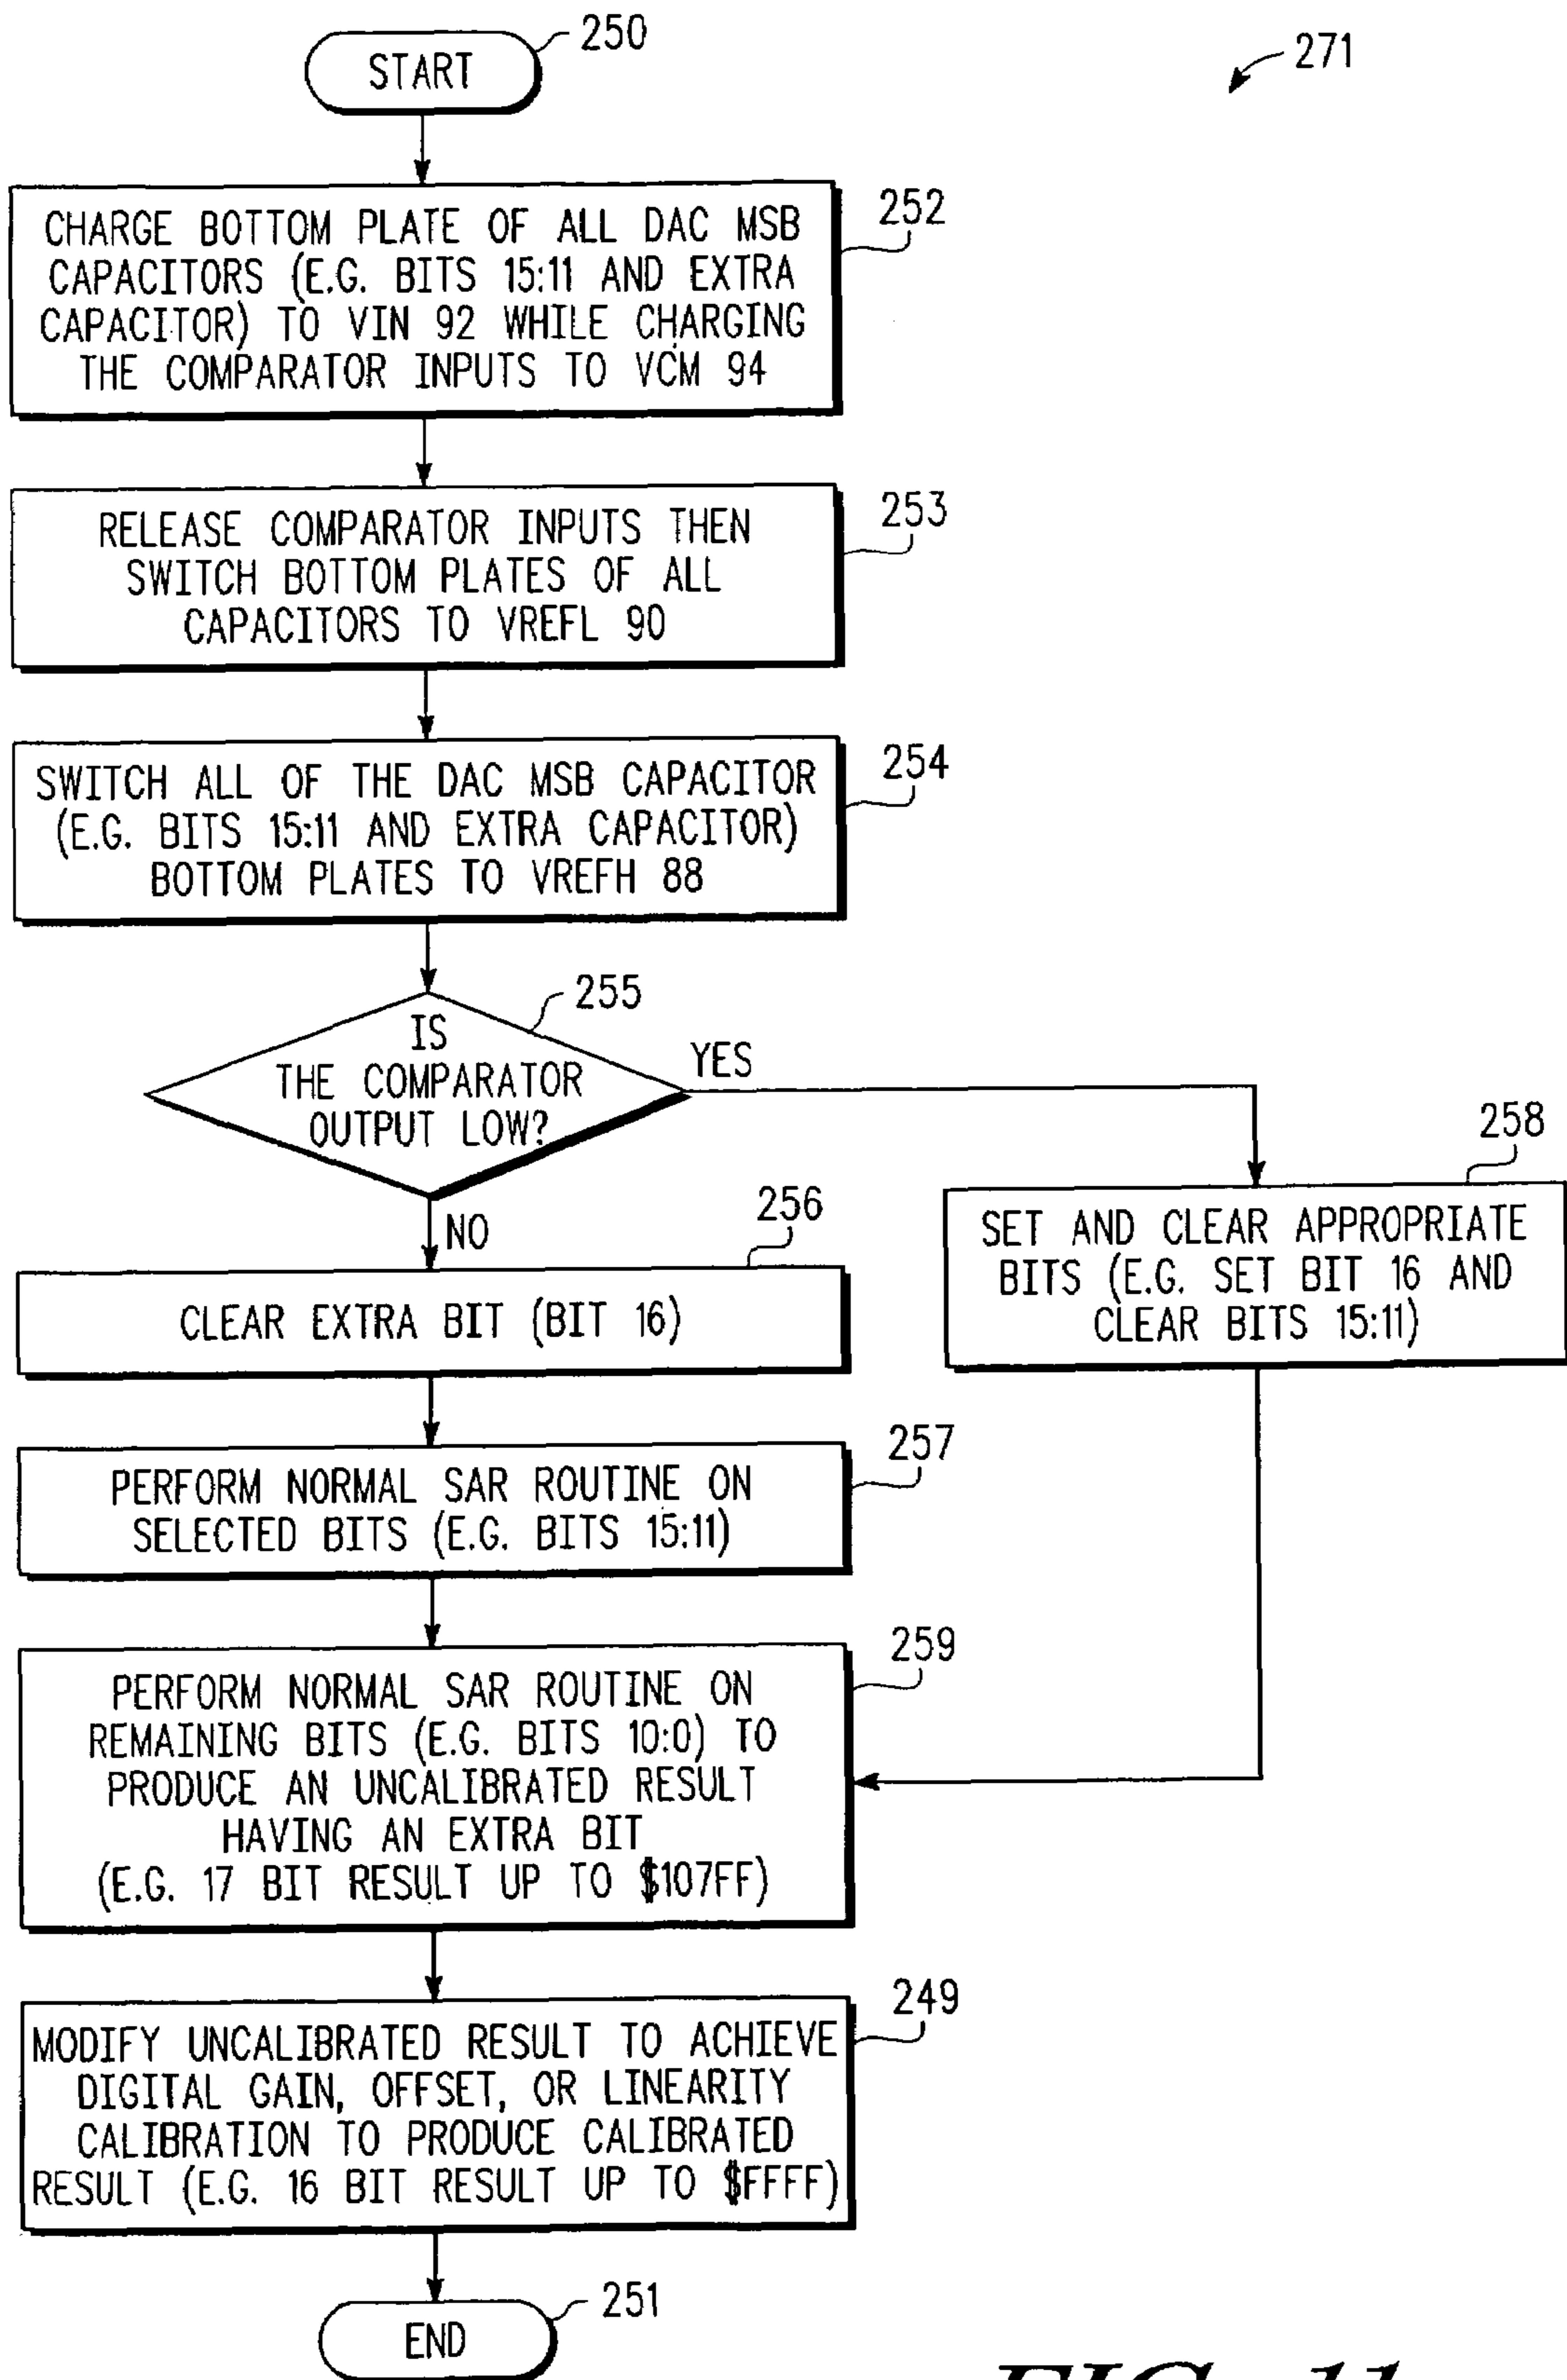 START
250
271
CHARGE BOTTOM PLATE OF ALL DAC MSB
CAPACITORS (E.G. BITS 15:11 AND EXTRA
CAPACITOR) TO VIN 92 WHILE CHARGING
THE COMPARATOR INPUTS TO VCM 94
252
RELEASE COMPARATOR INPUTS THEN
SWITCH BOTTOM PLATES OF ALL
CAPACITORS TO VREFL 90
253
SWITCH ALL OF THE DAC MSB CAPACITOR
(E.G. BITS 15:11 AND EXTRA CAPACITOR)
BOTTOM PLATES TO VREFH 88
254
IS
THE COMPARATOR
OUTPUT LOW?
255
YES
NO
258
SET AND CLEAR APPROPRIATE
BITS (E.G. SET BIT 16 AND
CLEAR BITS 15:11)
256
CLEAR EXTRA BIT (BIT 16)
257
PERFORM NORMAL SAR ROUTINE ON
SELECTED BITS (E.G. BITS 15:11)
259
PERFORM NORMAL SAR ROUTINE ON
REMAINING BITS (E.G. BITS 10:0) TO
PRODUCE AN UNCALIBRATED RESULT
HAVING AN EXTRA BIT
(E.G. 17 BIT RESULT UP TO $107FF)
249
MODIFY UNCALIBRATED RESULT TO ACHIEVE
DIGITAL GAIN, OFFSET, OR LINEARITY
CALIBRATION TO PRODUCE CALIBRATED
RESULT (E.G. 16 BIT RESULT UP TO $FFFF)
251
END
FIG. 11